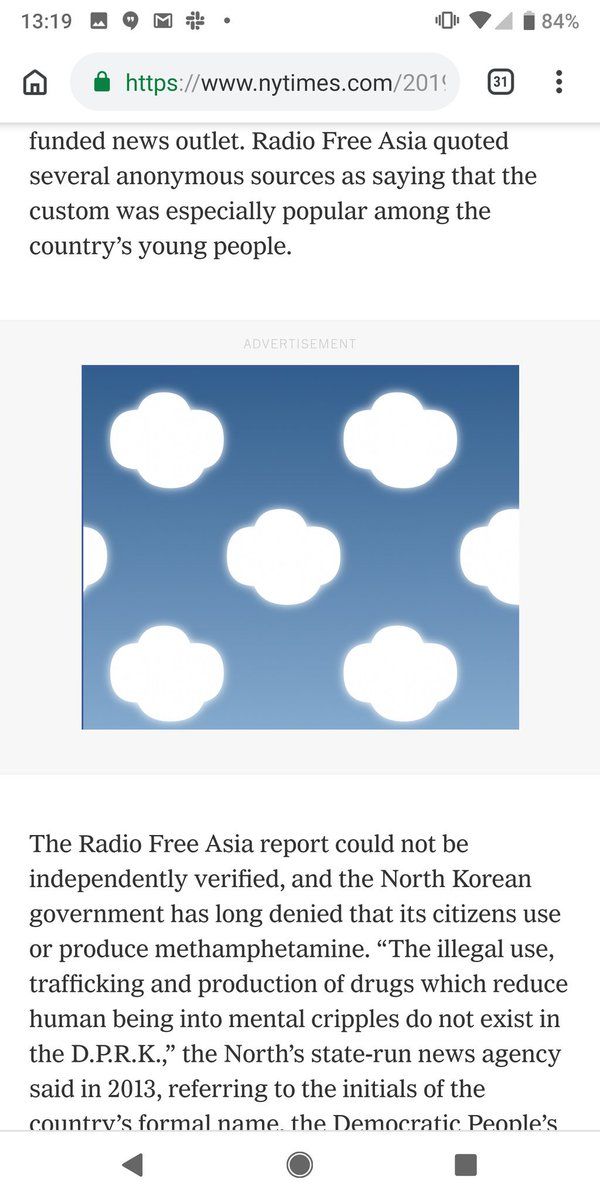 13:19
84%
https://www.nytimes.com/2019
31
funded news outlet. Radio Free Asia quoted
several anonymous sources as saying that the
custom was especially popular among the
country’s young people.
ADVERTISEMENT
The Radio Free Asia report could not be
independently verified, and the North Korean
government has long denied that its citizens use
or produce methamphetamine. “The illegal use,
trafficking and production of drugs which reduce
human being into mental cripples do not exist in
the D.P.R.K.,” the North’s state-run news agency
said in 2013, referring to the initials of the
country’s formal name, the Democratic People’s